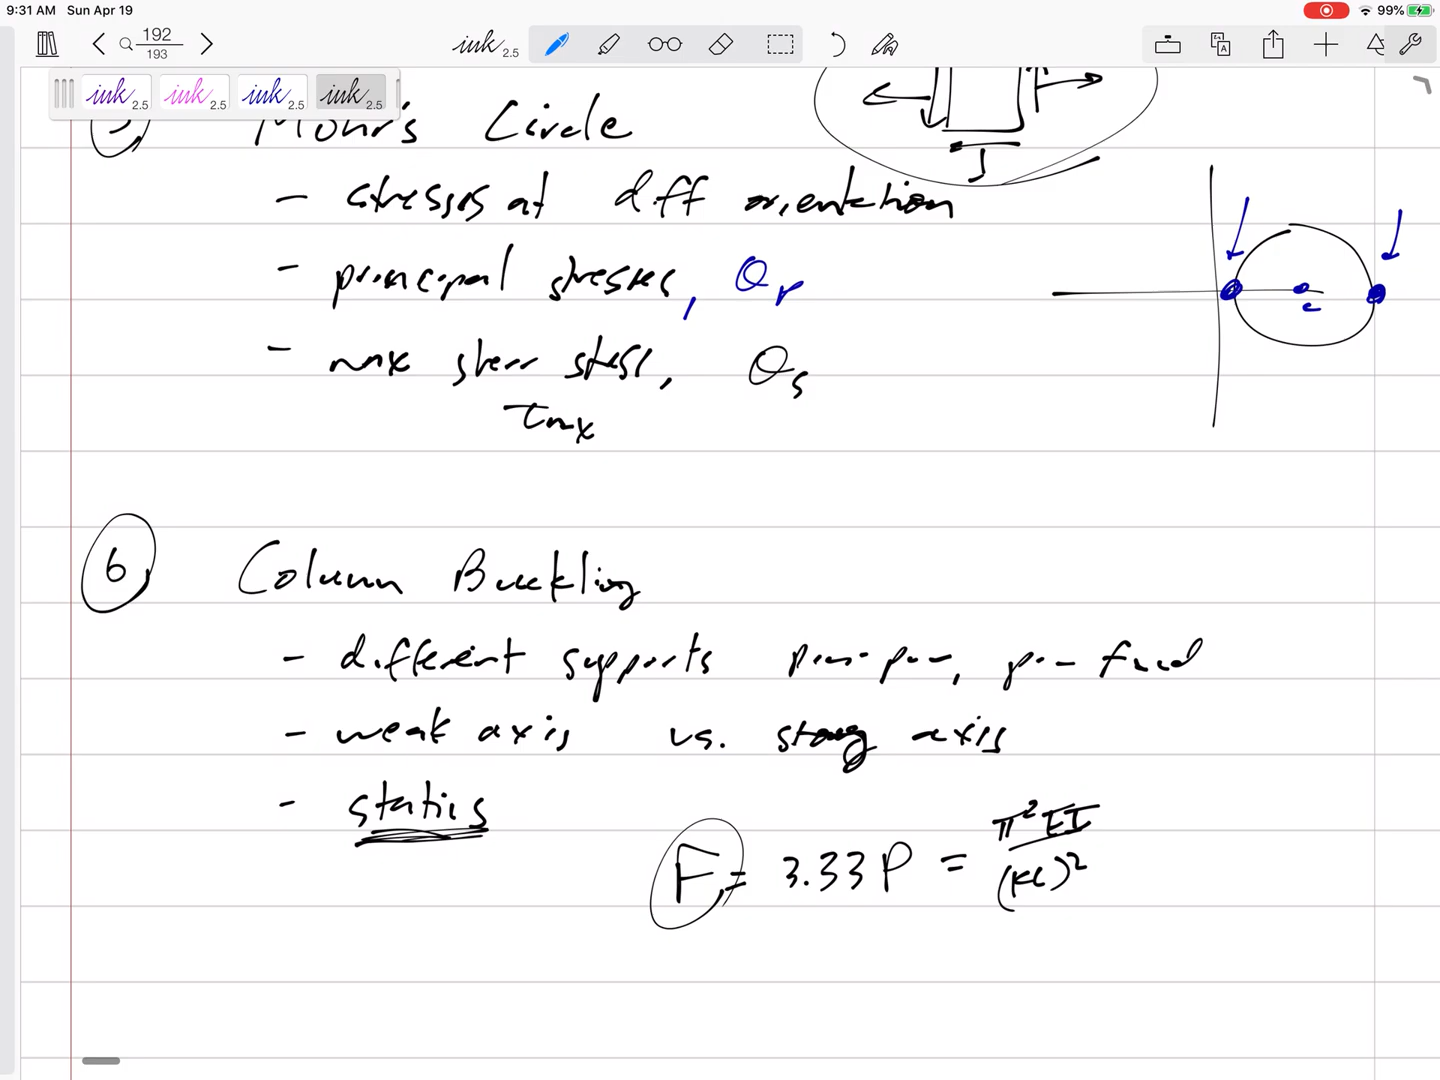 9:31 AM Sun Apr 19
99%
192
193
ink 2.5
ink 2.5
ink 2.5
ink 2.5
ink 2.5
5 Mohr's Circle
- stresses at diff orientation
- principal stresses, θp
- max shear stress, θs
τmax
c
6 Column Buckling
- different supports pin-pin, pin-fixed
- weak axis vs. strong axis
- statics
F = 3.33 P = π²EI / (KL)²